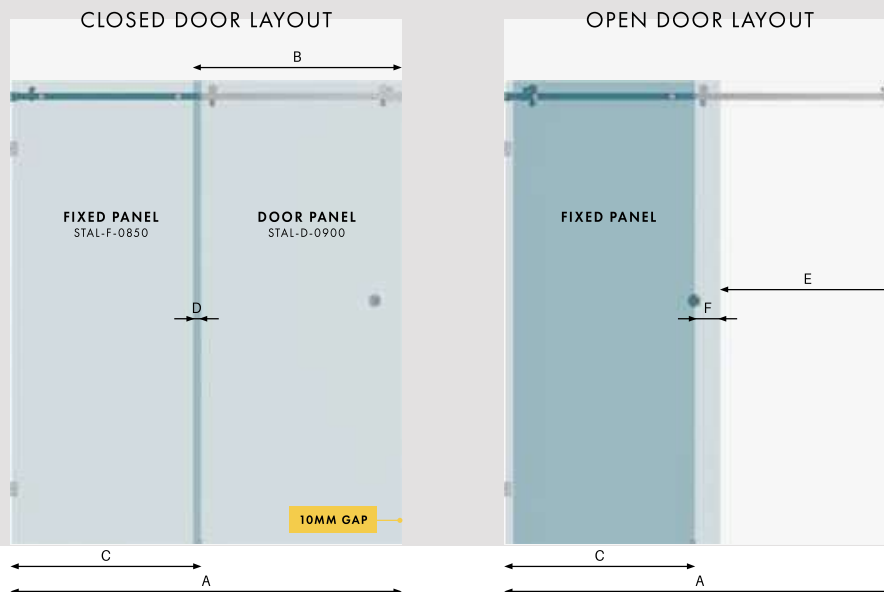 CLOSED DOOR LAYOUT
B
FIXED PANEL
STAL-F-0850
DOOR PANEL
STAL-D-0900
D
10MM GAP
C
A
OPEN DOOR LAYOUT
FIXED PANEL
E
F
C
A